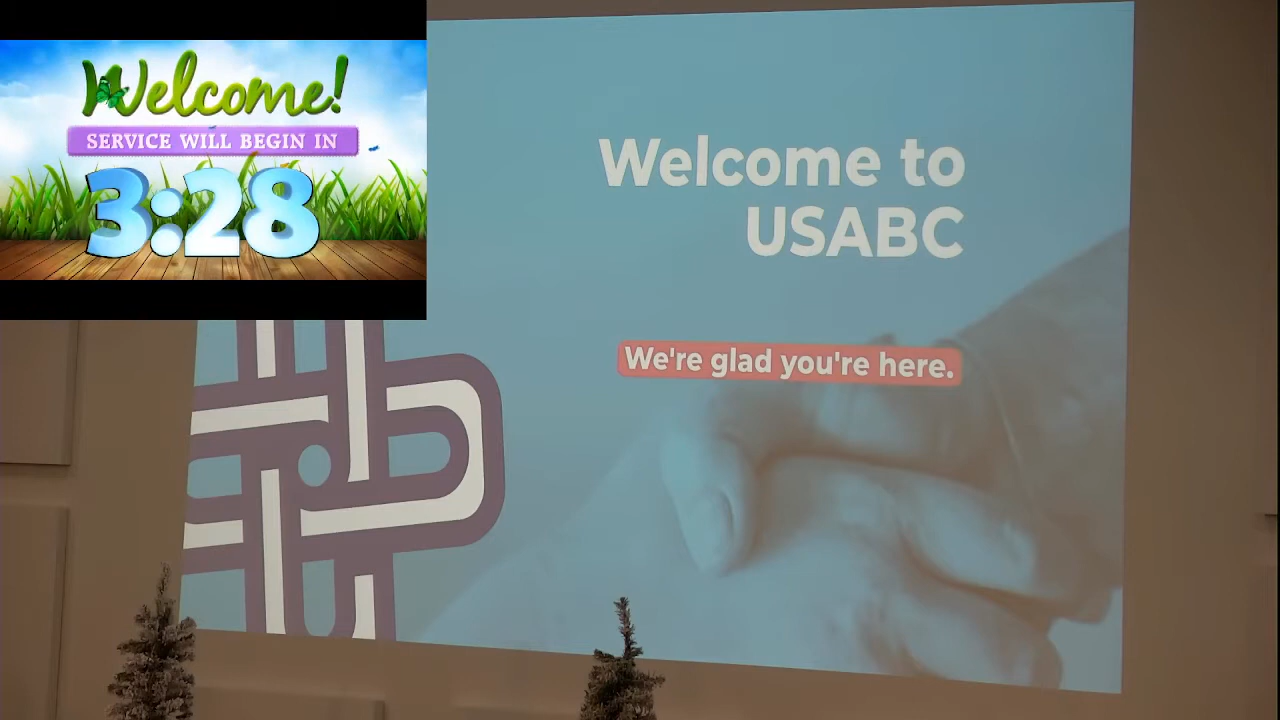 Welcome!
SERVICE WILL BEGIN IN
3:28
Welcome to
USABC
We're glad you're here.